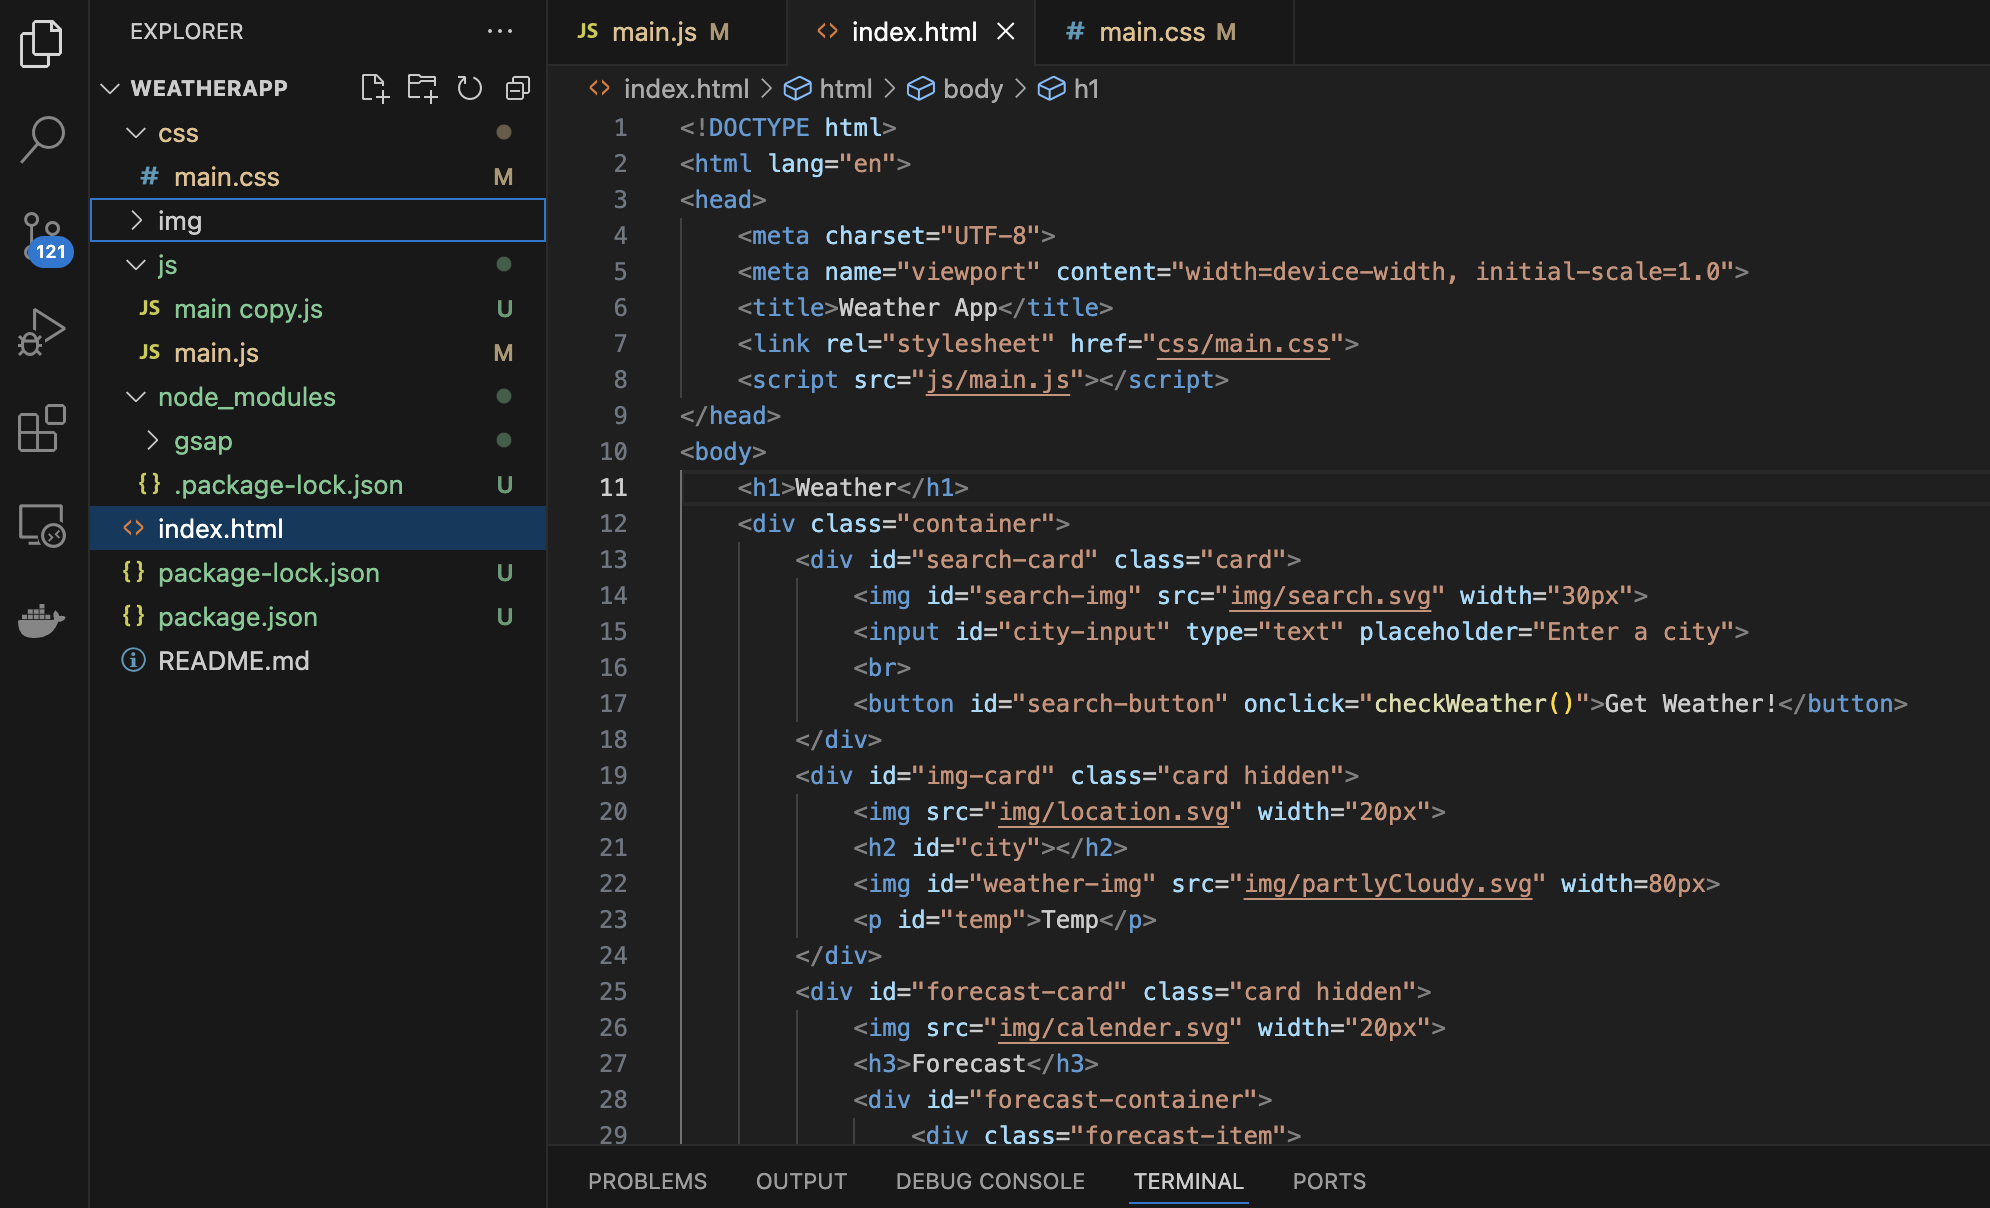 EXPLORER
WEATHERAPP
css
# main.css M
img
js
JS main copy.js U
JS main.js M
node_modules
gsap
{} .package-lock.json U
<> index.html
{} package-lock.json U
{} package.json U
README.md
121
JS main.js M
<> index.html
# main.css M
<> index.html > html > body > h1
1 <!DOCTYPE html>
2 <html lang="en">
3 <head>
4     <meta charset="UTF-8">
5     <meta name="viewport" content="width=device-width, initial-scale=1.0">
6     <title>Weather App</title>
7     <link rel="stylesheet" href="css/main.css">
8     <script src="js/main.js"></script>
9 </head>
10 <body>
11     <h1>Weather</h1>
12     <div class="container">
13         <div id="search-card" class="card">
14             <img id="search-img" src="img/search.svg" width="30px">
15             <input id="city-input" type="text" placeholder="Enter a city">
16             <br>
17             <button id="search-button" onclick="checkWeather()">Get Weather!</button>
18         </div>
19         <div id="img-card" class="card hidden">
20             <img src="img/location.svg" width="20px">
21             <h2 id="city"></h2>
22             <img id="weather-img" src="img/partlyCloudy.svg" width=80px>
23             <p id="temp">Temp</p>
24         </div>
25         <div id="forecast-card" class="card hidden">
26             <img src="img/calender.svg" width="20px">
27             <h3>Forecast</h3>
28             <div id="forecast-container">
29                 <div class="forecast-item">
PROBLEMS OUTPUT DEBUG CONSOLE TERMINAL PORTS